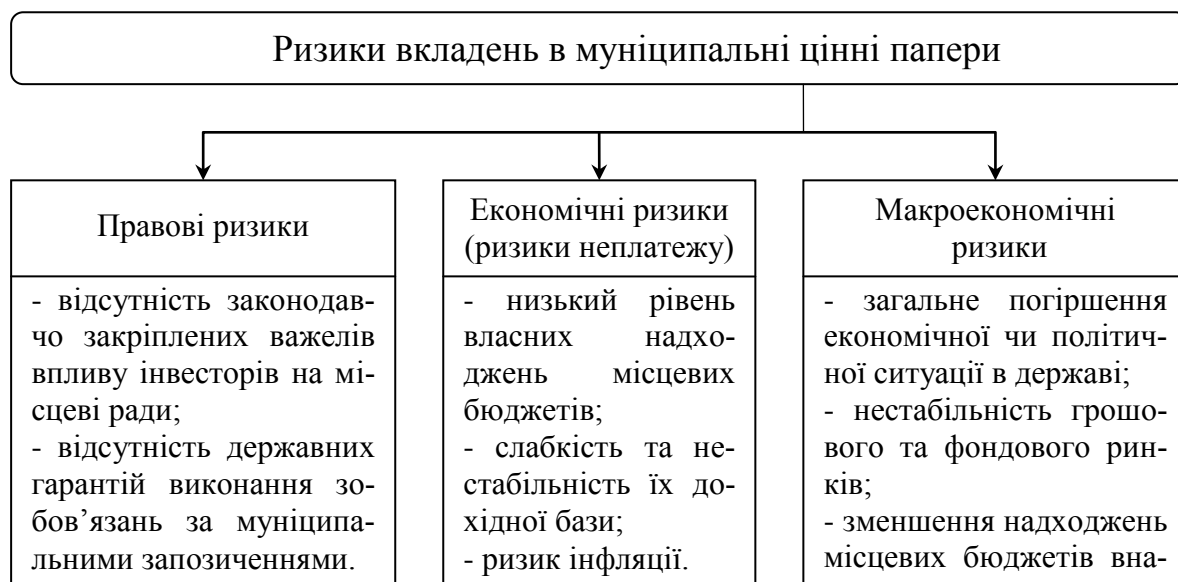 Ризики вкладень в муніципальні цінні папери
Правові ризики
- відсутність законодав-
чо закріплених важелів
впливу інвесторів на мі-
сцеві ради;
- відсутність державних
гарантій виконання зо-
бов’язань за муніципа-
льними запозиченнями.
Економічні ризики
(ризики неплатежу)
- низький рівень
власних надхо-
джень місцевих
бюджетів;
- слабкість та не-
стабільність їх до-
хідної бази;
- ризик інфляції.
Макроекономічні
ризики
- загальне погіршення
економічної чи політич-
ної ситуації в державі;
- нестабільність грошо-
вого та фондового рин-
ків;
- зменшення надходжень
місцевих бюджетів вна-